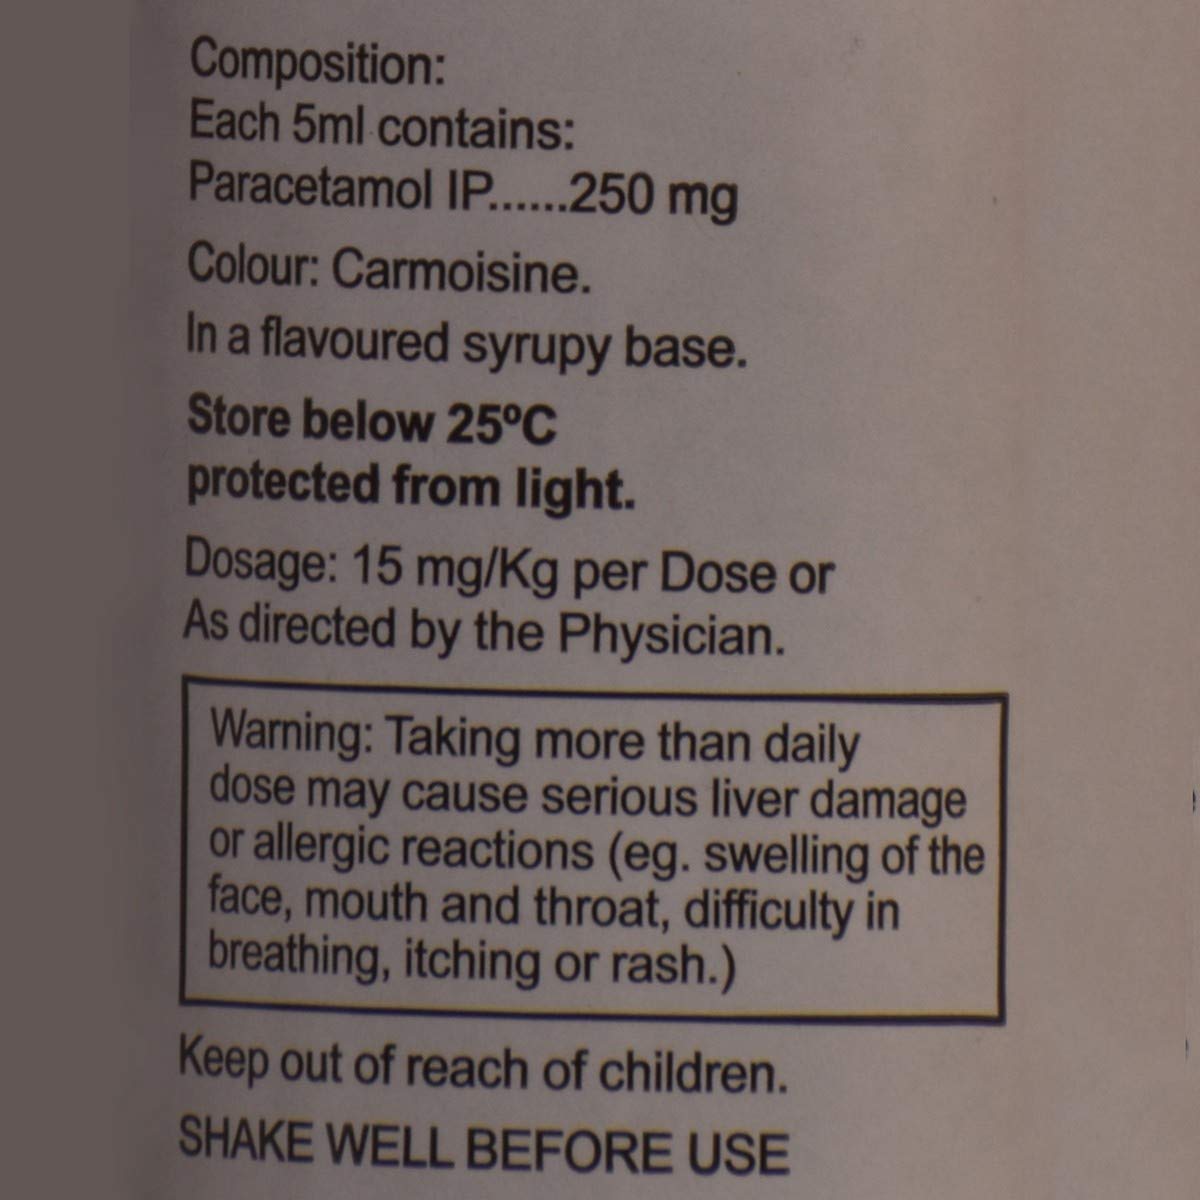 Composition:
Each 5ml contains:
Paracetamol IP......250 mg
Colour: Carmoisine.
In a flavoured syrupy base.
Store below 25ºC
protected from light.
Dosage: 15 mg/Kg per Dose or
As directed by the Physician.
Warning: Taking more than daily
dose may cause serious liver damage
or allergic reactions (eg. swelling of the
face, mouth and throat, difficulty in
breathing, itching or rash.)
Keep out of reach of children.
SHAKE WELL BEFORE USE